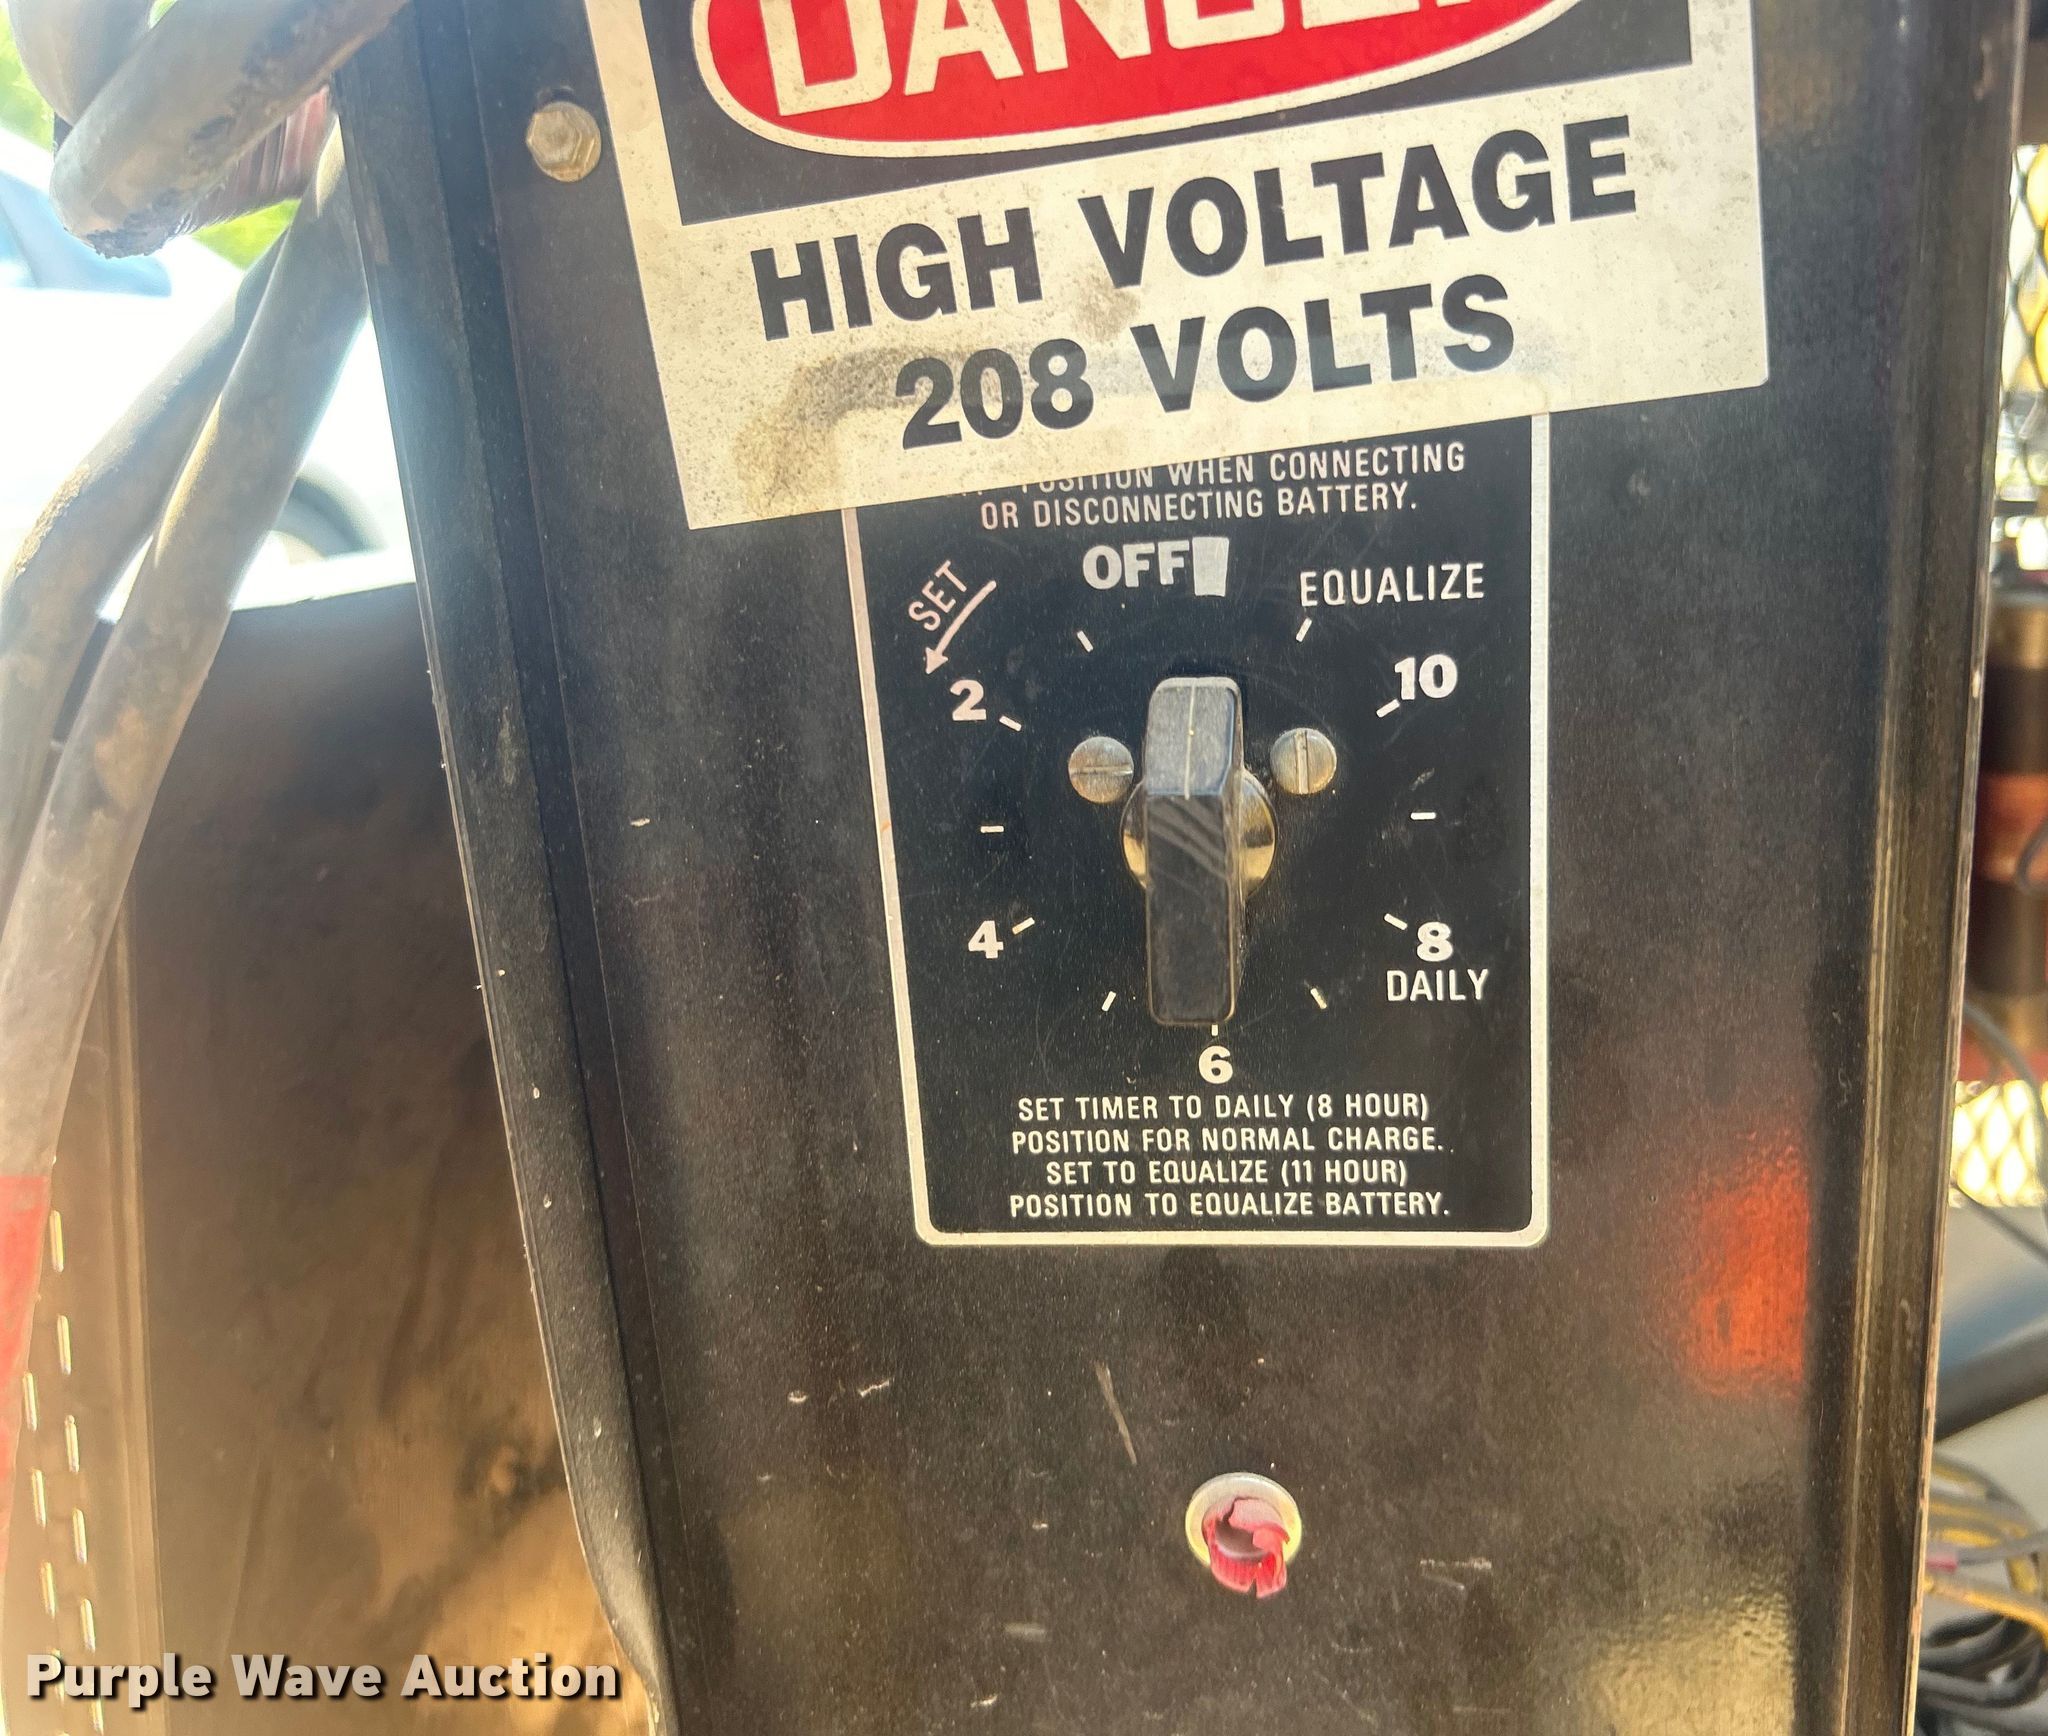 DANGER
HIGH VOLTAGE
208 VOLTS
POSITION WHEN CONNECTING
OR DISCONNECTING BATTERY.
OFF
EQUALIZE
SET
2
10
4
8
DAILY
6
SET TIMER TO DAILY (8 HOUR)
POSITION FOR NORMAL CHARGE.
SET TO EQUALIZE (11 HOUR)
POSITION TO EQUALIZE BATTERY.
Purple Wave Auction